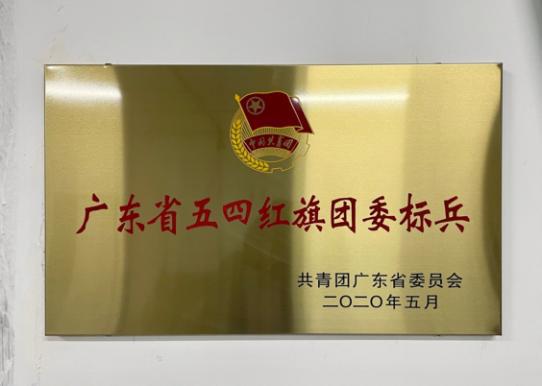 中国共青团
广东省五四红旗团委标兵
共青团广东省委员会
二〇二〇年五月